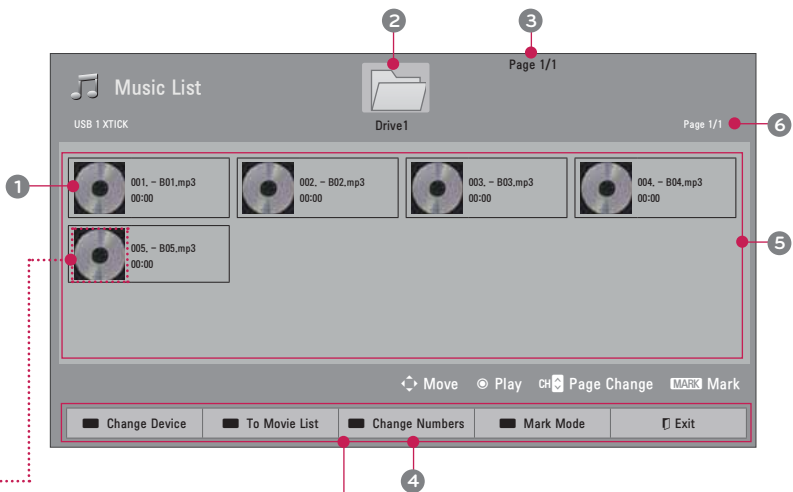 2
3
Page 1/1
Music List
USB 1 XTICK
Drive1
Page 1/1
6
1
001. - B01.mp3
00:00
002. - B02.mp3
00:00
003. - B03.mp3
00:00
004. - B04.mp3
00:00
5
005. - B05.mp3
00:00
Move
Play
CH Page Change
MARK Mark
Change Device
To Movie List
Change Numbers
Mark Mode
Exit
4